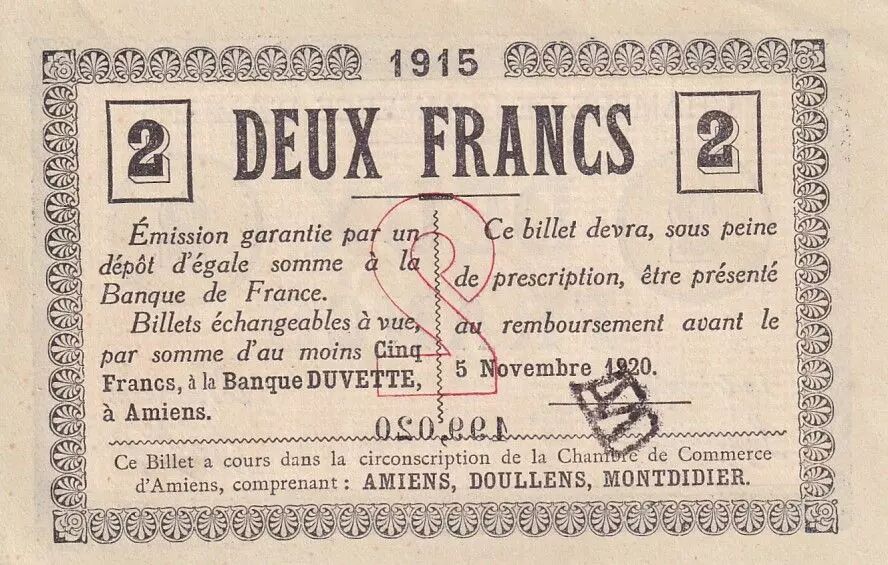 1915
2 DEUX FRANCS 2
2
Émission garantie par un
dépôt d'égale somme à la
Banque de France.
Billets échangeables à vue,
par somme d'au moins Cinq
Francs, à la Banque DUVETTE,
à Amiens.
Ce billet devra, sous peine
de prescription, être présenté
au remboursement avant le
5 Novembre 1920.
199,020
Ce Billet a cours dans la circonscription de la Chambre de Commerce
d'Amiens, comprenant : AMIENS, DOULLENS, MONTDIDIER.